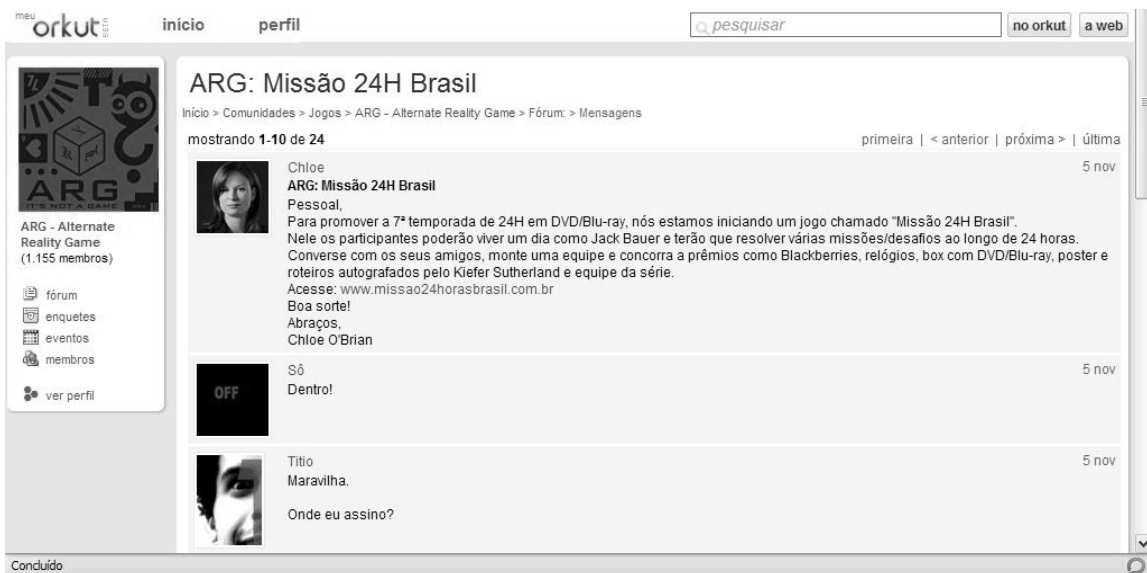 meu orkut BETA início perfil pesquisar no orkut a web
ARG
IT'S NOT A GAME
ARG - Alternate
Reality Game
(1.155 membros)
fórum
enquetes
eventos
membros
ver perfil
ARG: Missão 24H Brasil
Início > Comunidades > Jogos > ARG - Alternate Reality Game > Fórum: > Mensagens
mostrando 1-10 de 24 primeira | < anterior | próxima > | última
Chloe 5 nov
ARG: Missão 24H Brasil
Pessoal,
Para promover a 7ª temporada de 24H em DVD/Blu-ray, nós estamos iniciando um jogo chamado "Missão 24H Brasil".
Nele os participantes poderão viver um dia como Jack Bauer e terão que resolver várias missões/desafios ao longo de 24 horas.
Converse com os seus amigos, monte uma equipe e concorra a prêmios como Blackberries, relógios, box com DVD/Blu-ray, poster e
roteiros autografados pelo Kiefer Sutherland e equipe da série.
Acesse: www.missao24horasbrasil.com.br
Boa sorte!
Abraços,
Chloe O'Brian
Sô 5 nov
OFF
Dentro!
Titio 5 nov
Maravilha.
Onde eu assino?
Concluído